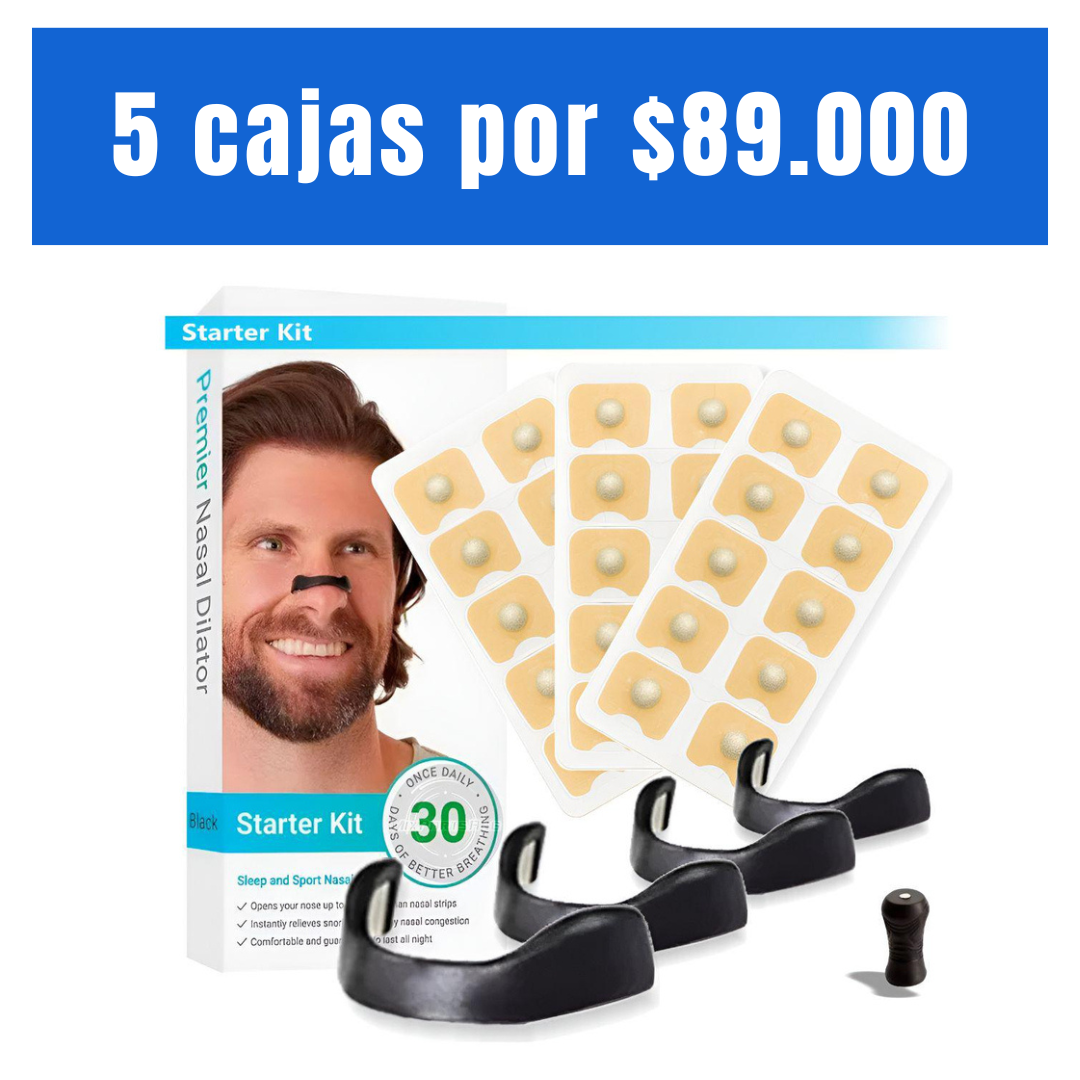 5 cajas por $89.000
Starter Kit
Premier Nasal Dilator
Black
Starter Kit
ONCE DAILY
30
DAYS OF BETTER BREATHING
Sleep and Sport Nasal
✓ Opens your nose up to an nasal strips
✓ Instantly relieves y nasal congestion
✓ Comfortable and last all night